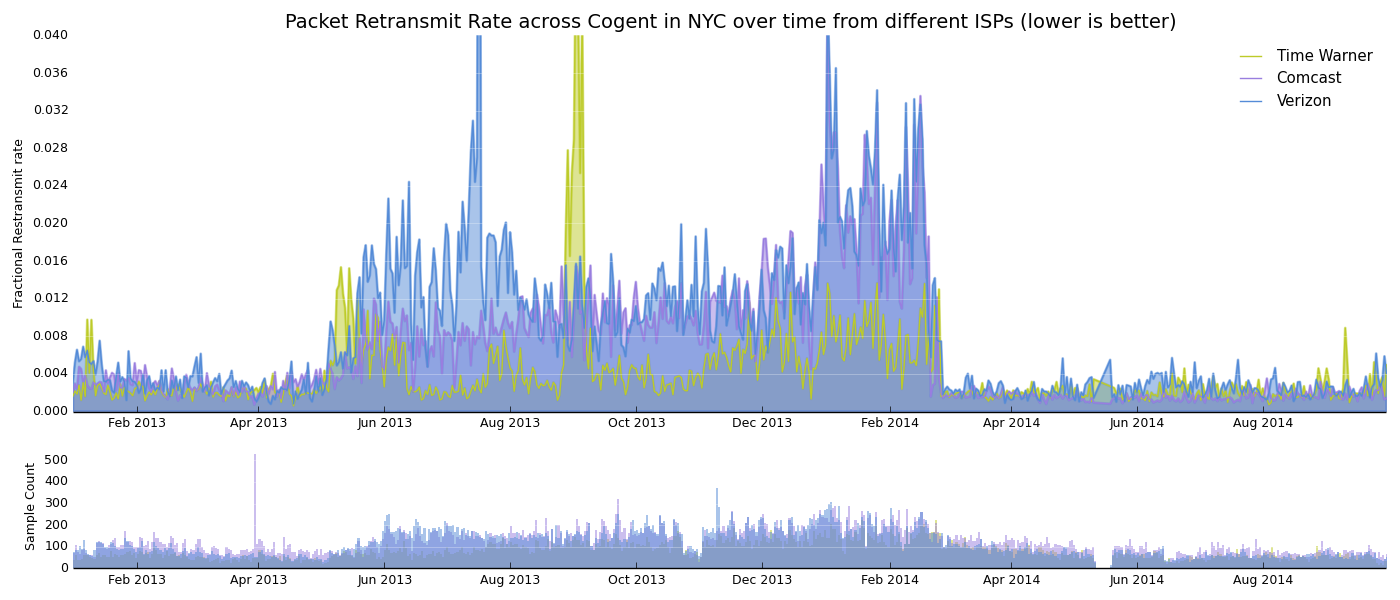 Packet Retransmit Rate across Cogent in NYC over time from different ISPs (lower is better)
0.040
0.036
0.032
0.028
0.024
0.020
0.016
0.012
0.008
0.004
0.000
Fractional Restransmit rate
Time Warner
Comcast
Verizon
Feb 2013 Apr 2013 Jun 2013 Aug 2013 Oct 2013 Dec 2013 Feb 2014 Apr 2014 Jun 2014 Aug 2014
500
400
300
200
100
0
Sample Count
Feb 2013 Apr 2013 Jun 2013 Aug 2013 Oct 2013 Dec 2013 Feb 2014 Apr 2014 Jun 2014 Aug 2014